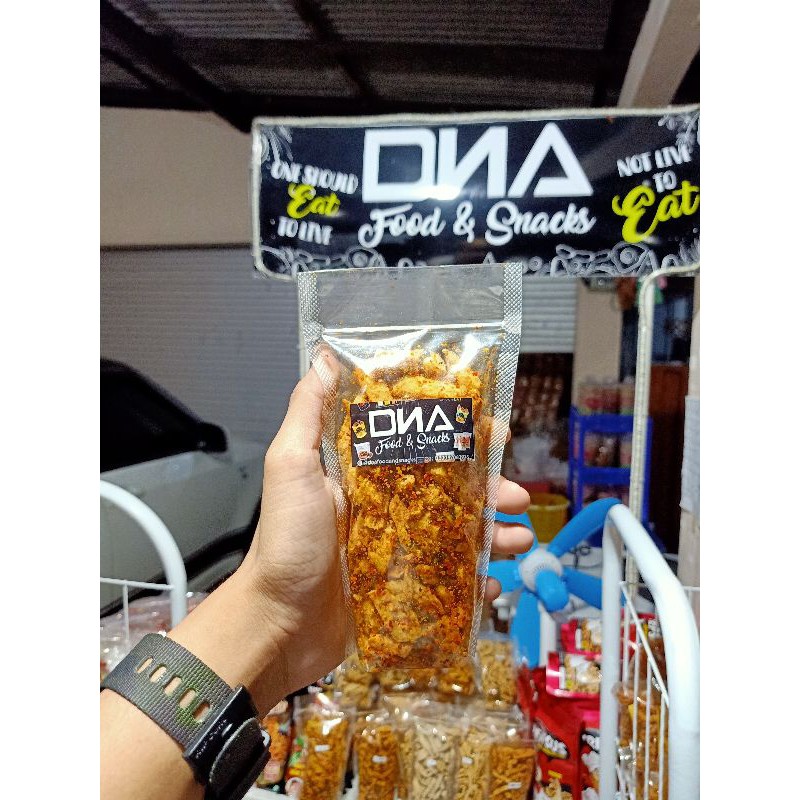 DNA
Food & Snacks
ONE SHOULD
Eat
TO LIVE
NOT LIVE
TO
Eat
DNA
Food & Snacks